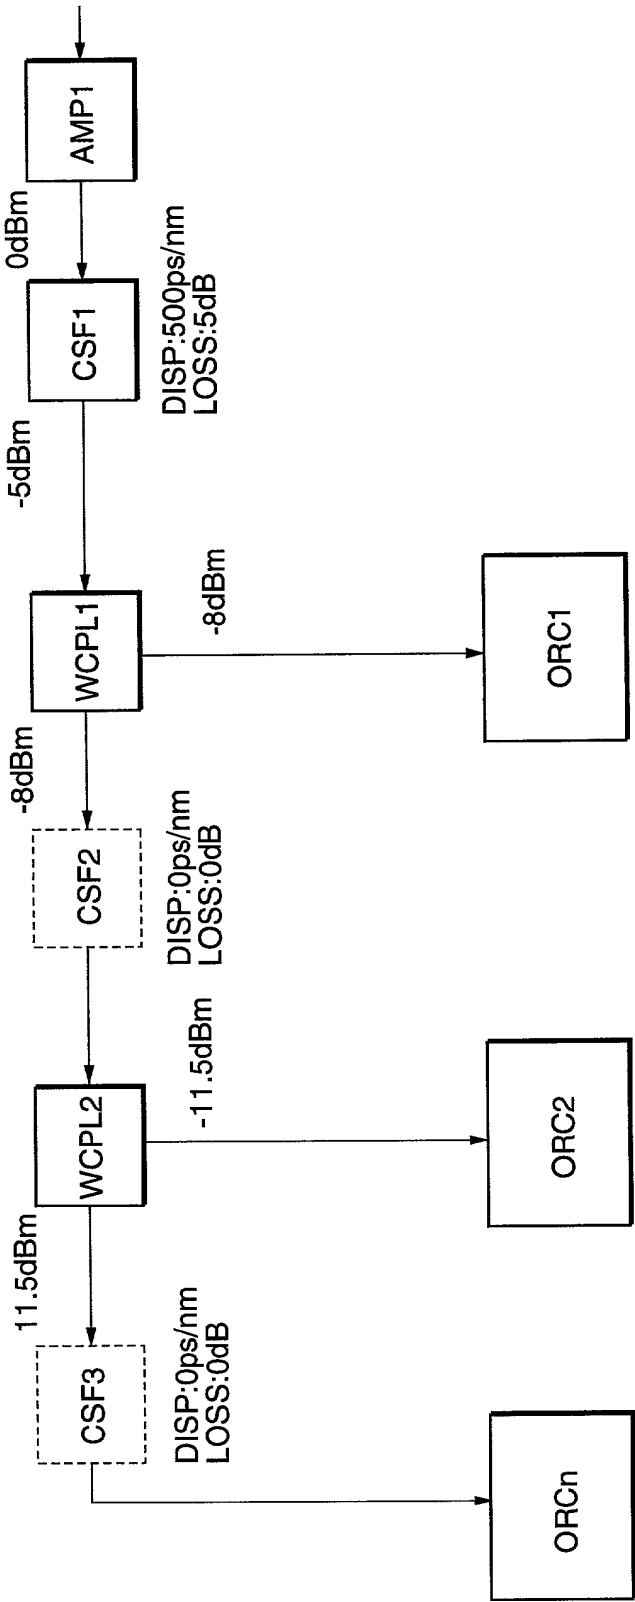 AMP1
0dBm
CSF1
DISP:500ps/nm
LOSS:5dB
-5dBm
WCPL1
-8dBm
ORC1
-8dBm
CSF2
DISP:0ps/nm
LOSS:0dB
WCPL2
-11.5dBm
ORC2
11.5dBm
CSF3
DISP:0ps/nm
LOSS:0dB
ORCn